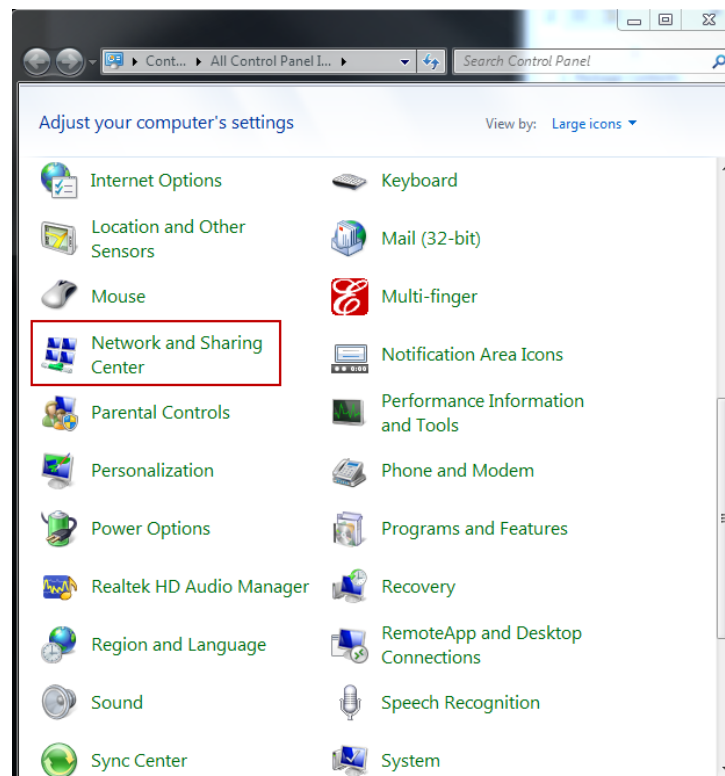 Cont... All Control Panel I... Search Control Panel
Adjust your computer's settings View by: Large icons
Internet Options Keyboard
Location and Other
Sensors
Mail (32-bit)
Mouse Multi-finger
Network and Sharing
Center
Notification Area Icons
Parental Controls
Performance Information
and Tools
Personalization Phone and Modem
Power Options Programs and Features
Realtek HD Audio Manager Recovery
Region and Language
RemoteApp and Desktop
Connections
Sound Speech Recognition
Sync Center System